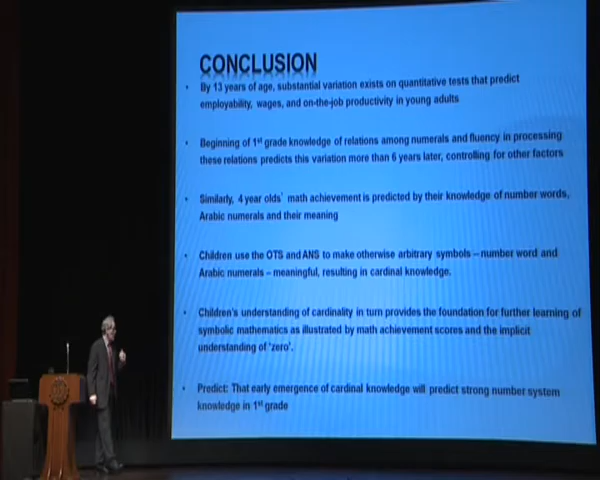 CONCLUSION
• By 13 years of age, substantial variation exists on quantitative tests that predict
employability, wages, and on-the-job productivity in young adults
• Beginning of 1st grade knowledge of relations among numerals and fluency in processing
these relations predicts this variation more than 6 years later, controlling for other factors
• Similarly, 4 year olds' math achievement is predicted by their knowledge of number words,
Arabic numerals and their meaning
• Children use the OTS and ANS to make otherwise arbitrary symbols – number word and
Arabic numerals – meaningful, resulting in cardinal knowledge.
• Children's understanding of cardinality in turn provides the foundation for further learning of
symbolic mathematics as illustrated by math achievement scores and the implicit
understanding of 'zero'.
• Predict: That early emergence of cardinal knowledge will predict strong number system
knowledge in 1st grade